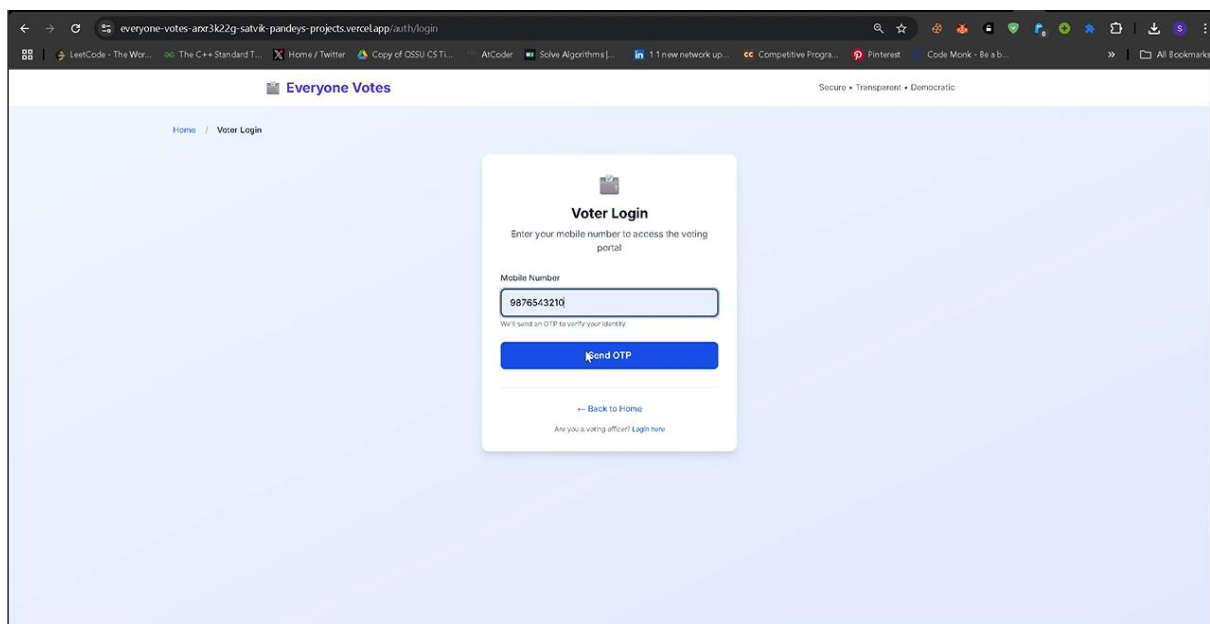 everyone-votes-anxr3k22g-satvik-pandeys-projects.vercel.app/auth/login
LeetCode - The Wor... The C++ Standard T... Home / Twitter Copy of OSSU CS Ti... AtCoder Solve Algorithms |... 1 1 new network up... Competitive Progra... Pinterest Code Monk - Be a b... » All Bookmarks
Everyone Votes Secure • Transparent • Democratic
Home / Voter Login
Voter Login
Enter your mobile number to access the voting
portal
Mobile Number
9876543210
We'll send an OTP to verify your identity
Send OTP
← Back to Home
Are you a voting officer? Login here